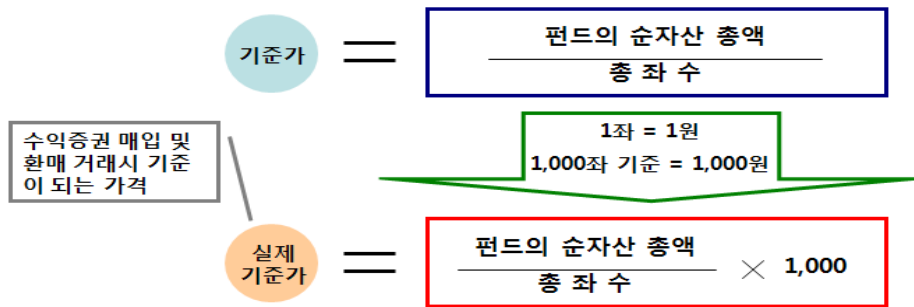 기준가
=
펀드의 순자산 총액
총 좌 수
수익증권 매입 및
환매 거래시 기준
이 되는 가격
1좌 = 1원
1,000좌 기준 = 1,000원
실제
기준가
=
펀드의 순자산 총액
총 좌 수
× 1,000